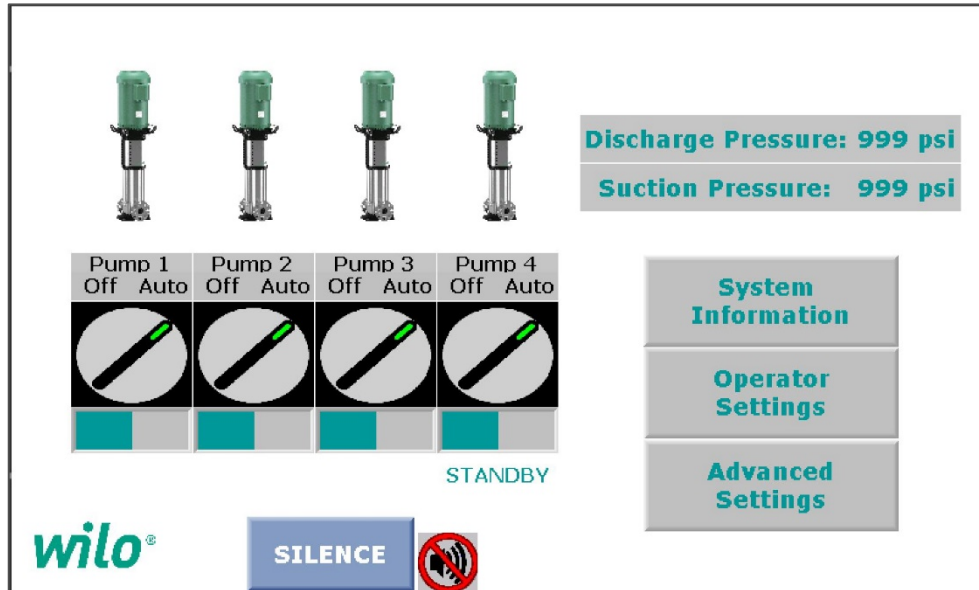 Discharge Pressure: 999 psi
Suction Pressure: 999 psi
Pump 1 Pump 2 Pump 3 Pump 4
Off Auto Off Auto Off Auto Off Auto
System
Information
Operator
Settings
Advanced
Settings
STANDBY
wilo®
SILENCE